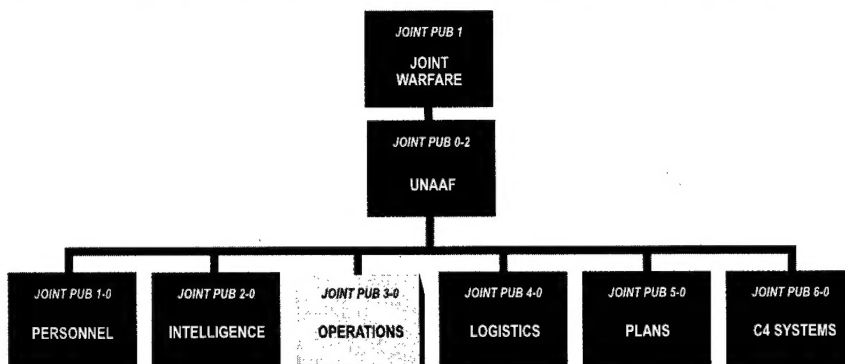 JOINT PUB 1
JOINT
WARFARE
JOINT PUB 0-2
UNAAF
JOINT PUB 1-0
PERSONNEL
JOINT PUB 2-0
INTELLIGENCE
JOINT PUB 3-0
OPERATIONS
JOINT PUB 4-0
LOGISTICS
JOINT PUB 5-0
PLANS
JOINT PUB 6-0
C4 SYSTEMS